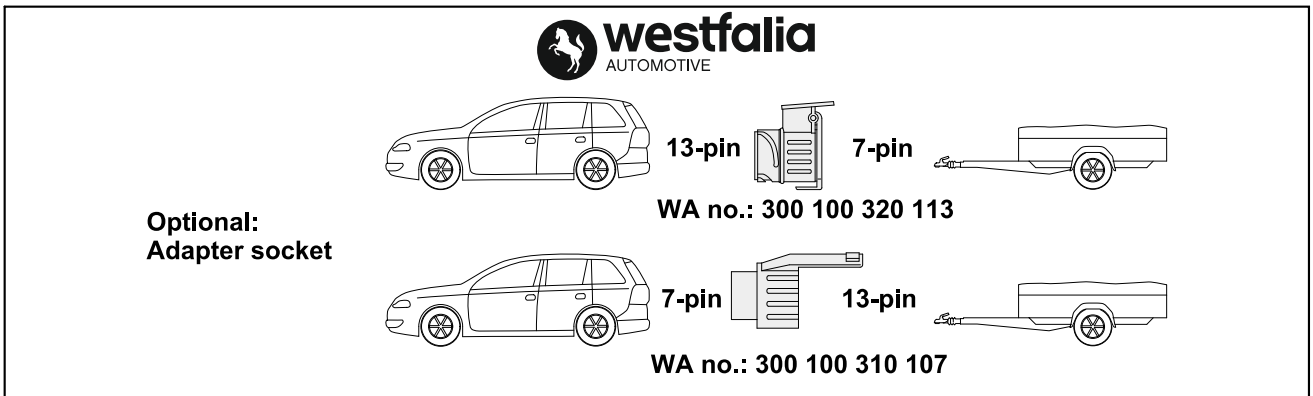 westfalia
AUTOMOTIVE
13-pin 7-pin
WA no.: 300 100 320 113
Optional:
Adapter socket
7-pin 13-pin
WA no.: 300 100 310 107